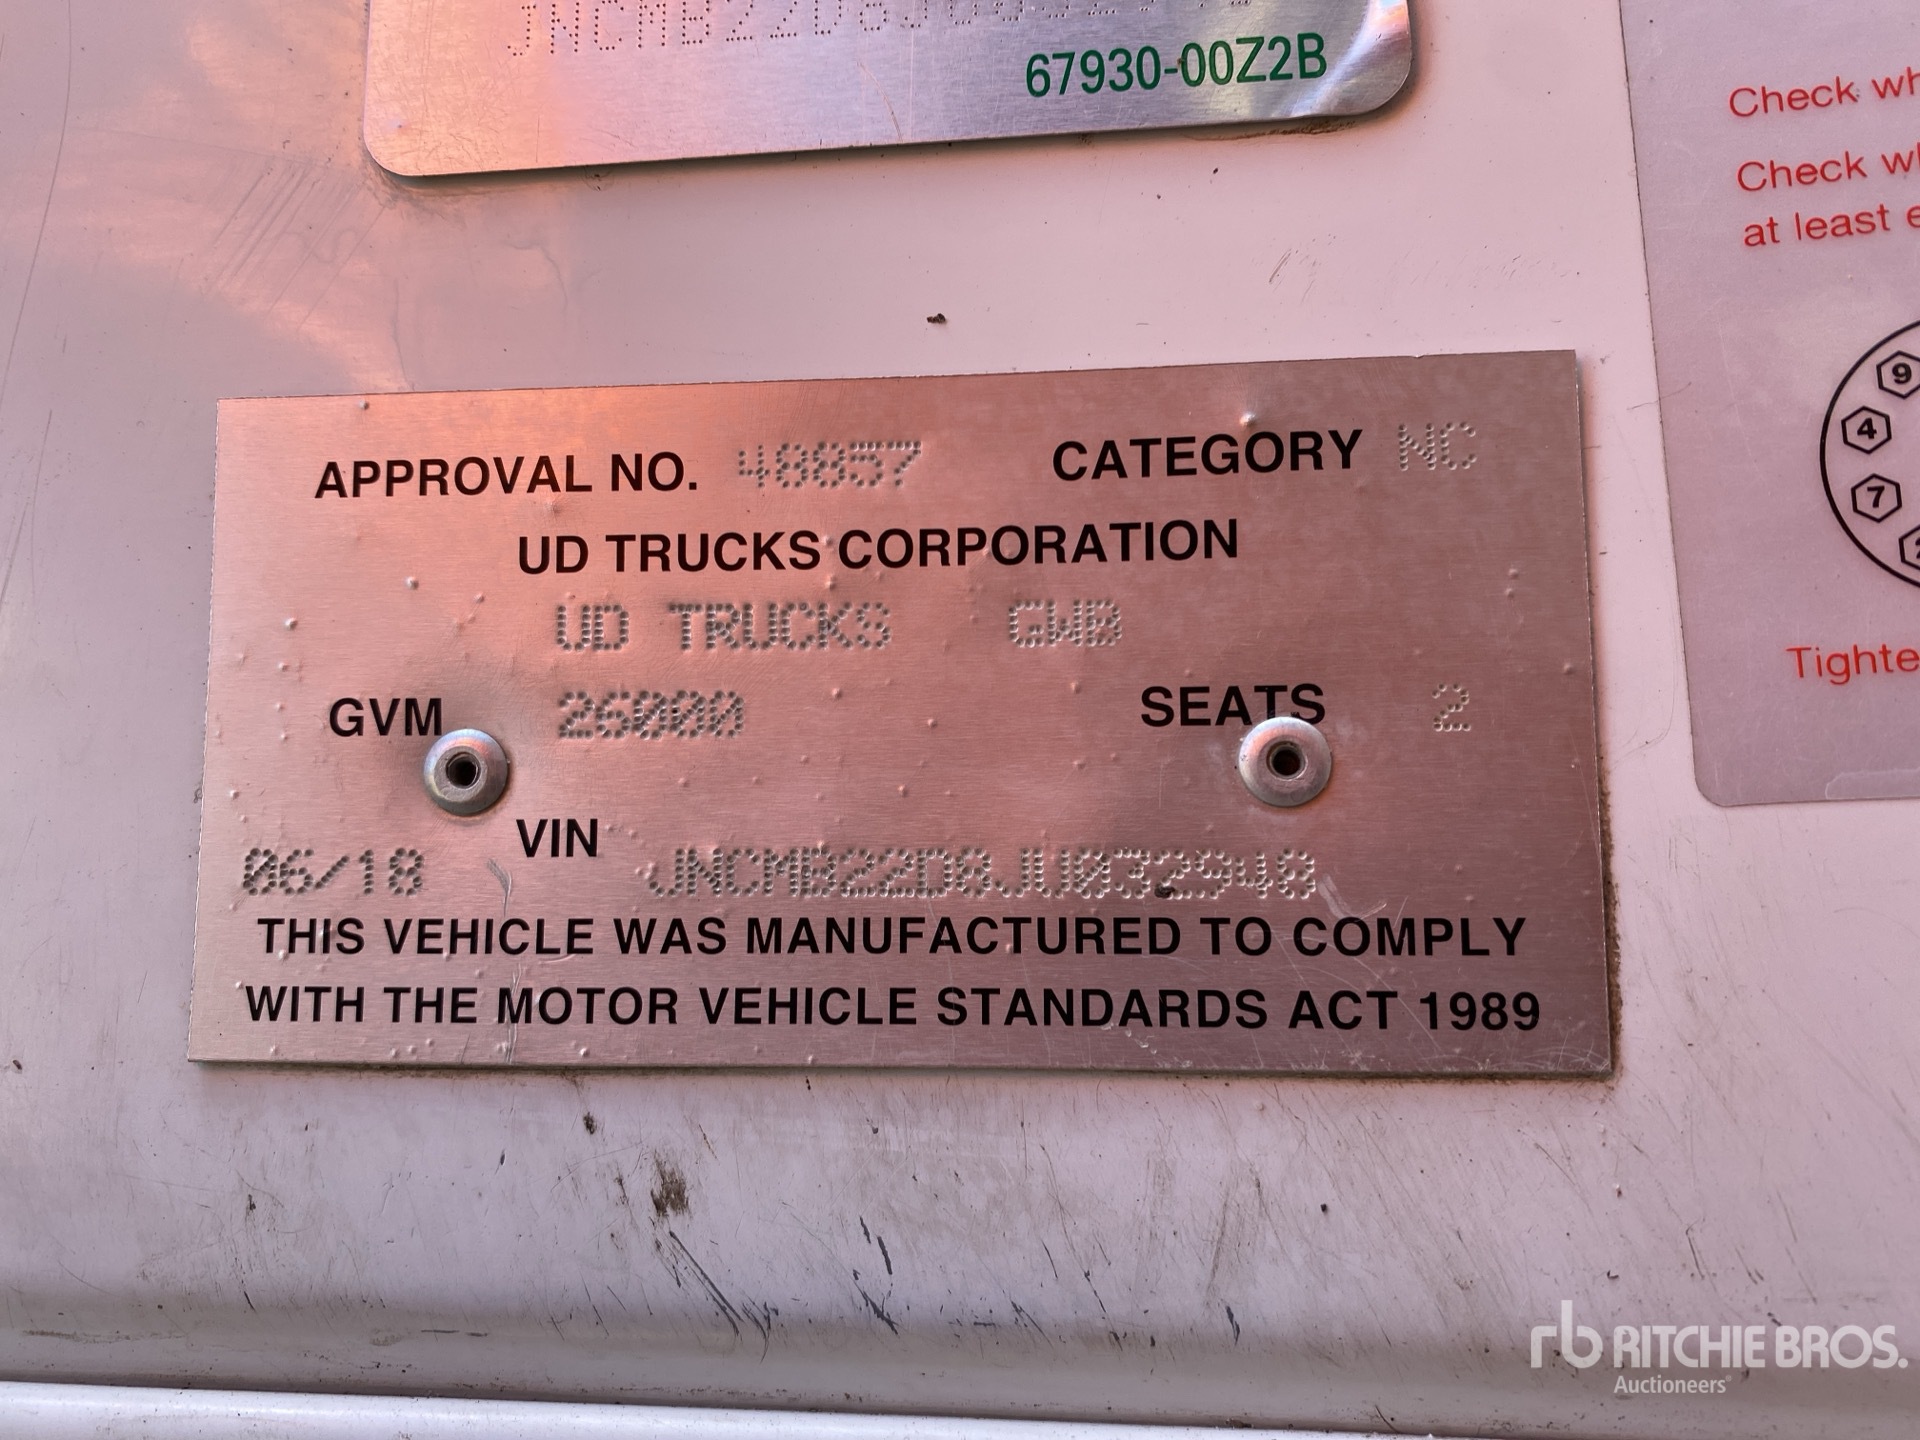 JNCMB22D8JU032948
67930-00Z2B
Check wh
Check wh
at least e
9
4
7
Tighte
APPROVAL NO. 48857 CATEGORY NC
UD TRUCKS CORPORATION
UD TRUCKS GWB
GVM 26000 SEATS 2
06/18 VIN JNCMB22D8JU032948
THIS VEHICLE WAS MANUFACTURED TO COMPLY
WITH THE MOTOR VEHICLE STANDARDS ACT 1989
rb RITCHIE BROS.
Auctioneers